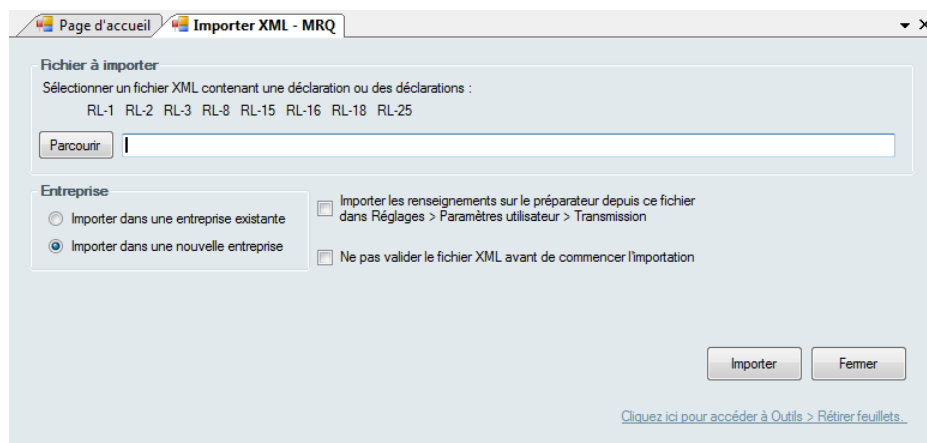 Page d'accueil
Importer XML - MRQ
Fichier à importer
Sélectionner un fichier XML contenant une déclaration ou des déclarations :
RL-1 RL-2 RL-3 RL-8 RL-15 RL-16 RL-18 RL-25
Parcourir
Entreprise
Importer dans une entreprise existante
Importer dans une nouvelle entreprise
Importer les renseignements sur le préparateur depuis ce fichier
dans Réglages > Paramètres utilisateur > Transmission
Ne pas valider le fichier XML avant de commencer l'importation
Importer
Fermer
Cliquez ici pour accéder à Outils > Rétirer feuillets.